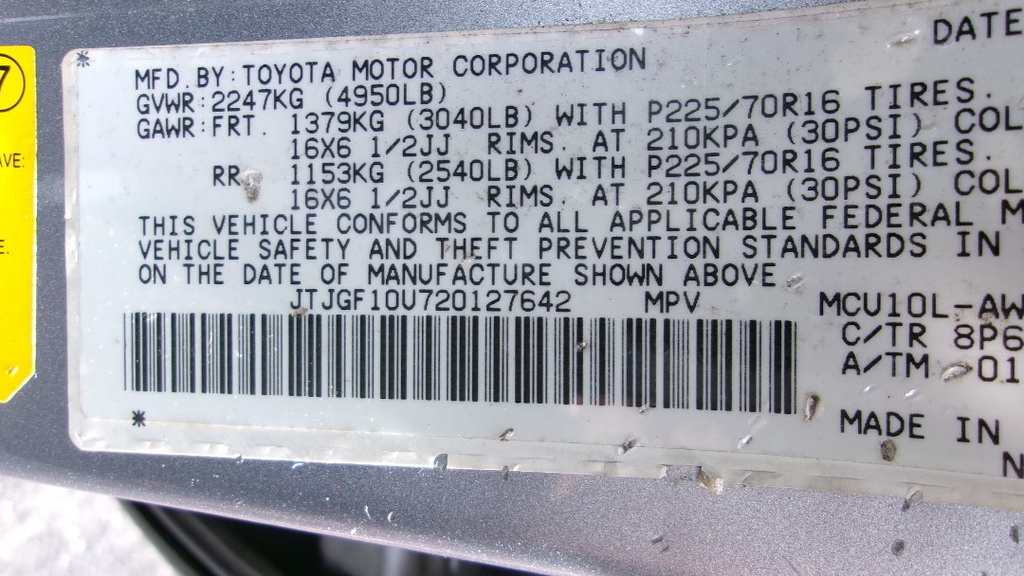 7
AVE:
E.
*
DATE
MFD. BY: TOYOTA MOTOR CORPORATION
GVWR: 2247KG (4950LB)
GAWR: FRT. 1379KG (3040LB) WITH P225/70R16 TIRES.
16X6 1/2JJ RIMS. AT 210KPA (30PSI) COL
RR 1153KG (2540LB) WITH P225/70R16 TIRES.
16X6 1/2JJ RIMS. AT 210KPA (30PSI) COL
THIS VEHICLE CONFORMS TO ALL APPLICABLE FEDERAL M
VEHICLE SAFETY AND THEFT PREVENTION STANDARDS IN
ON THE DATE OF MANUFACTURE SHOWN ABOVE
JTJGF10U720127642 MPV MCU10L-AW
C/TR 8P6
A/TM -01
*
MADE IN
N